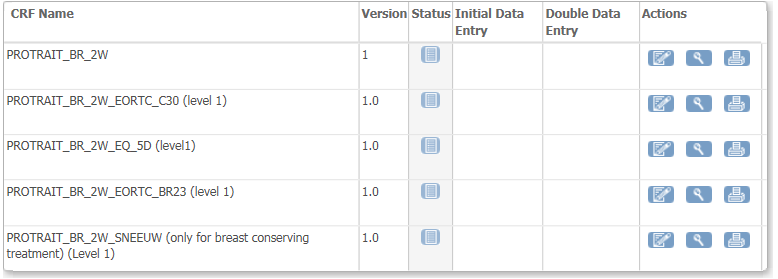 CRF Name Version Status Initial Data Entry Double Data Entry Actions
PROTRAIT_BR_2W 1
PROTRAIT_BR_2W_EORTC_C30 (level 1) 1.0
PROTRAIT_BR_2W_EQ_5D (level1) 1.0
PROTRAIT_BR_2W_EORTC_BR23 (level 1) 1.0
PROTRAIT_BR_2W_SNEEUW (only for breast conserving 1.0
treatment) (Level 1)